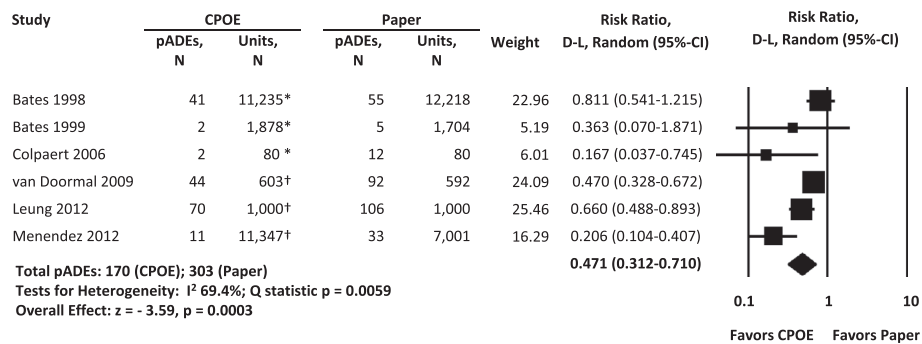 Study CPOE Paper Risk Ratio, Risk Ratio,
pADEs, Units, pADEs, Units, Weight D-L, Random (95%-CI) D-L, Random (95%-CI)
N N N N
Bates 1998 41 11,235* 55 12,218 22.96 0.811 (0.541-1.215)
Bates 1999 2 1,878* 5 1,704 5.19 0.363 (0.070-1.871)
Colpaert 2006 2 80 * 12 80 6.01 0.167 (0.037-0.745)
van Doormal 2009 44 603† 92 592 24.09 0.470 (0.328-0.672)
Leung 2012 70 1,000† 106 1,000 25.46 0.660 (0.488-0.893)
Menendez 2012 11 11,347† 33 7,001 16.29 0.206 (0.104-0.407)
0.471 (0.312-0.710)
Total pADEs: 170 (CPOE); 303 (Paper)
Tests for Heterogeneity: I² 69.4%; Q statistic p = 0.0059
Overall Effect: z = - 3.59, p = 0.0003
0.1 1 10
Favors CPOE Favors Paper